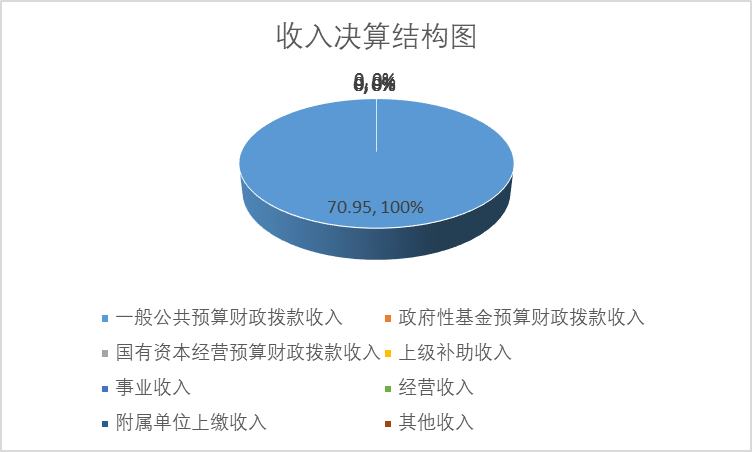 收入决算结构图
0, 0%
70.95, 100%
一般公共预算财政拨款收入
政府性基金预算财政拨款收入
国有资本经营预算财政拨款收入
上级补助收入
事业收入
经营收入
附属单位上缴收入
其他收入